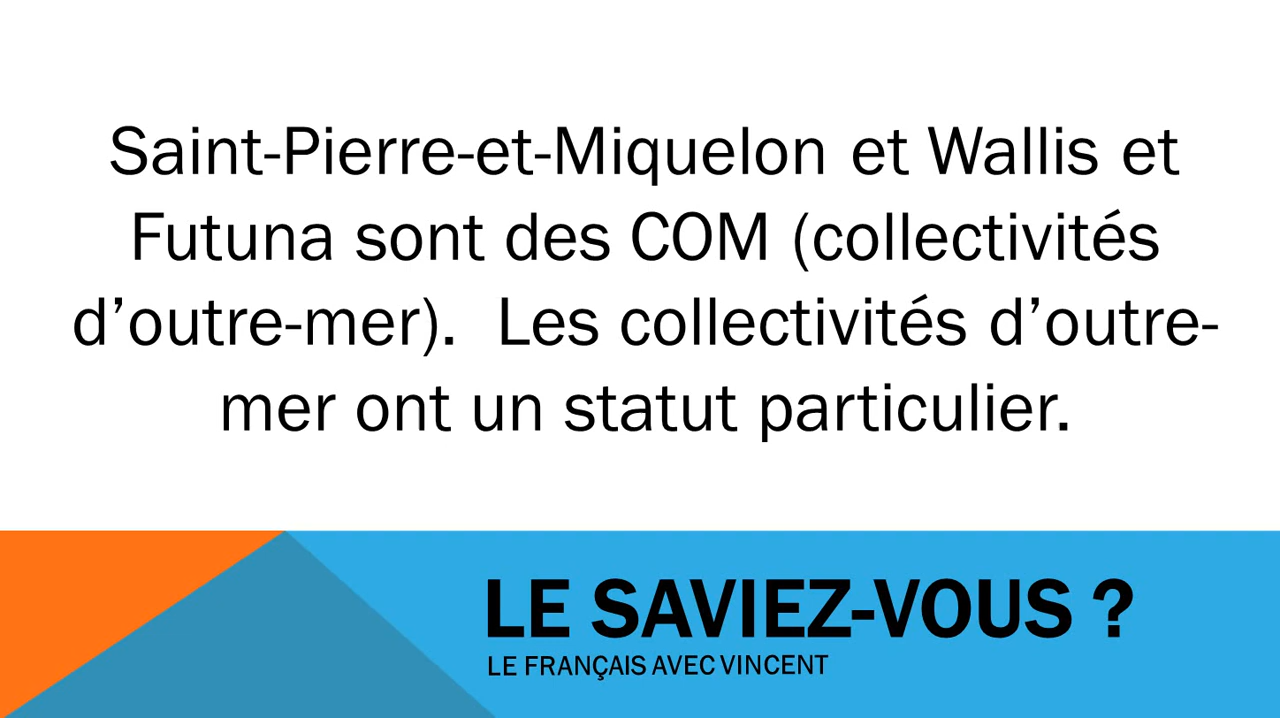 Saint-Pierre-et-Miquelon et Wallis et
Futuna sont des COM (collectivités
d’outre-mer).  Les collectivités d’outre-
mer ont un statut particulier.
LE SAVIEZ-VOUS ?
LE FRANÇAIS AVEC VINCENT